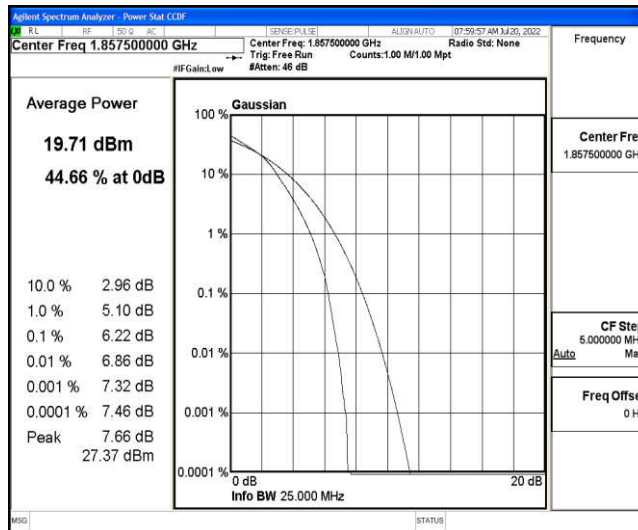 Agilent Spectrum Analyzer - Power Stat CCDF
RL RF 50 Ω AC SENSE:PULSE ALIGN AUTO 07:59:57 AM Jul 20, 2022
Center Freq 1.857500000 GHz
Center Freq: 1.857500000 GHz Radio Std: None
Trig: Free Run Counts:1.00 M/1.00 Mpt
#IFGain:Low #Atten: 46 dB
Frequency
Average Power
19.71 dBm
44.66 % at 0dB
10.0 % 2.96 dB
1.0 % 5.10 dB
0.1 % 6.22 dB
0.01 % 6.86 dB
0.001 % 7.32 dB
0.0001 % 7.46 dB
Peak 7.66 dB
27.37 dBm
Gaussian
100 %
10 %
1 %
0.1 %
0.01 %
0.001 %
0.0001 %
0 dB 20 dB
Info BW 25.000 MHz
Center Fre
1.857500000 GH
CF Ste
5.000000 MH
Auto Ma
Freq Offse
0 H
MSG STATUS